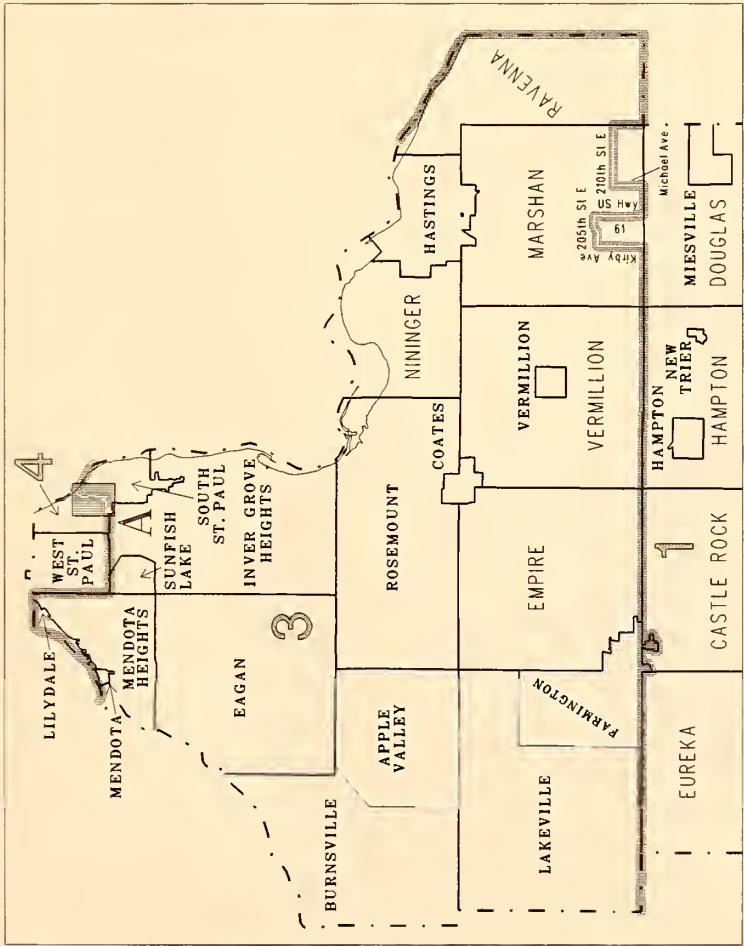 4
WEST
ST.
PAUL
A
LILYDALE
SUNFISH
LAKE
SOUTH
ST. PAUL
MENDOTA
MENDOTA
HEIGHTS
INVER GROVE
HEIGHTS
EAGAN
3
BURNSVILLE
APPLE
VALLEY
ROSEMOUNT
COATES
NININGER
HASTINGS
RAVENNA
LAKEVILLE
FARMINGTON
EMPIRE
VERMILLION
VERMILLION
MARSHAN
205th St E
210th St E
Kirby Ave
19
US Hwy
Michael Ave.
EUREKA
CASTLE ROCK
1
HAMPTON
NEW
TRIER
HAMPTON
MIESVILLE
DOUGLAS